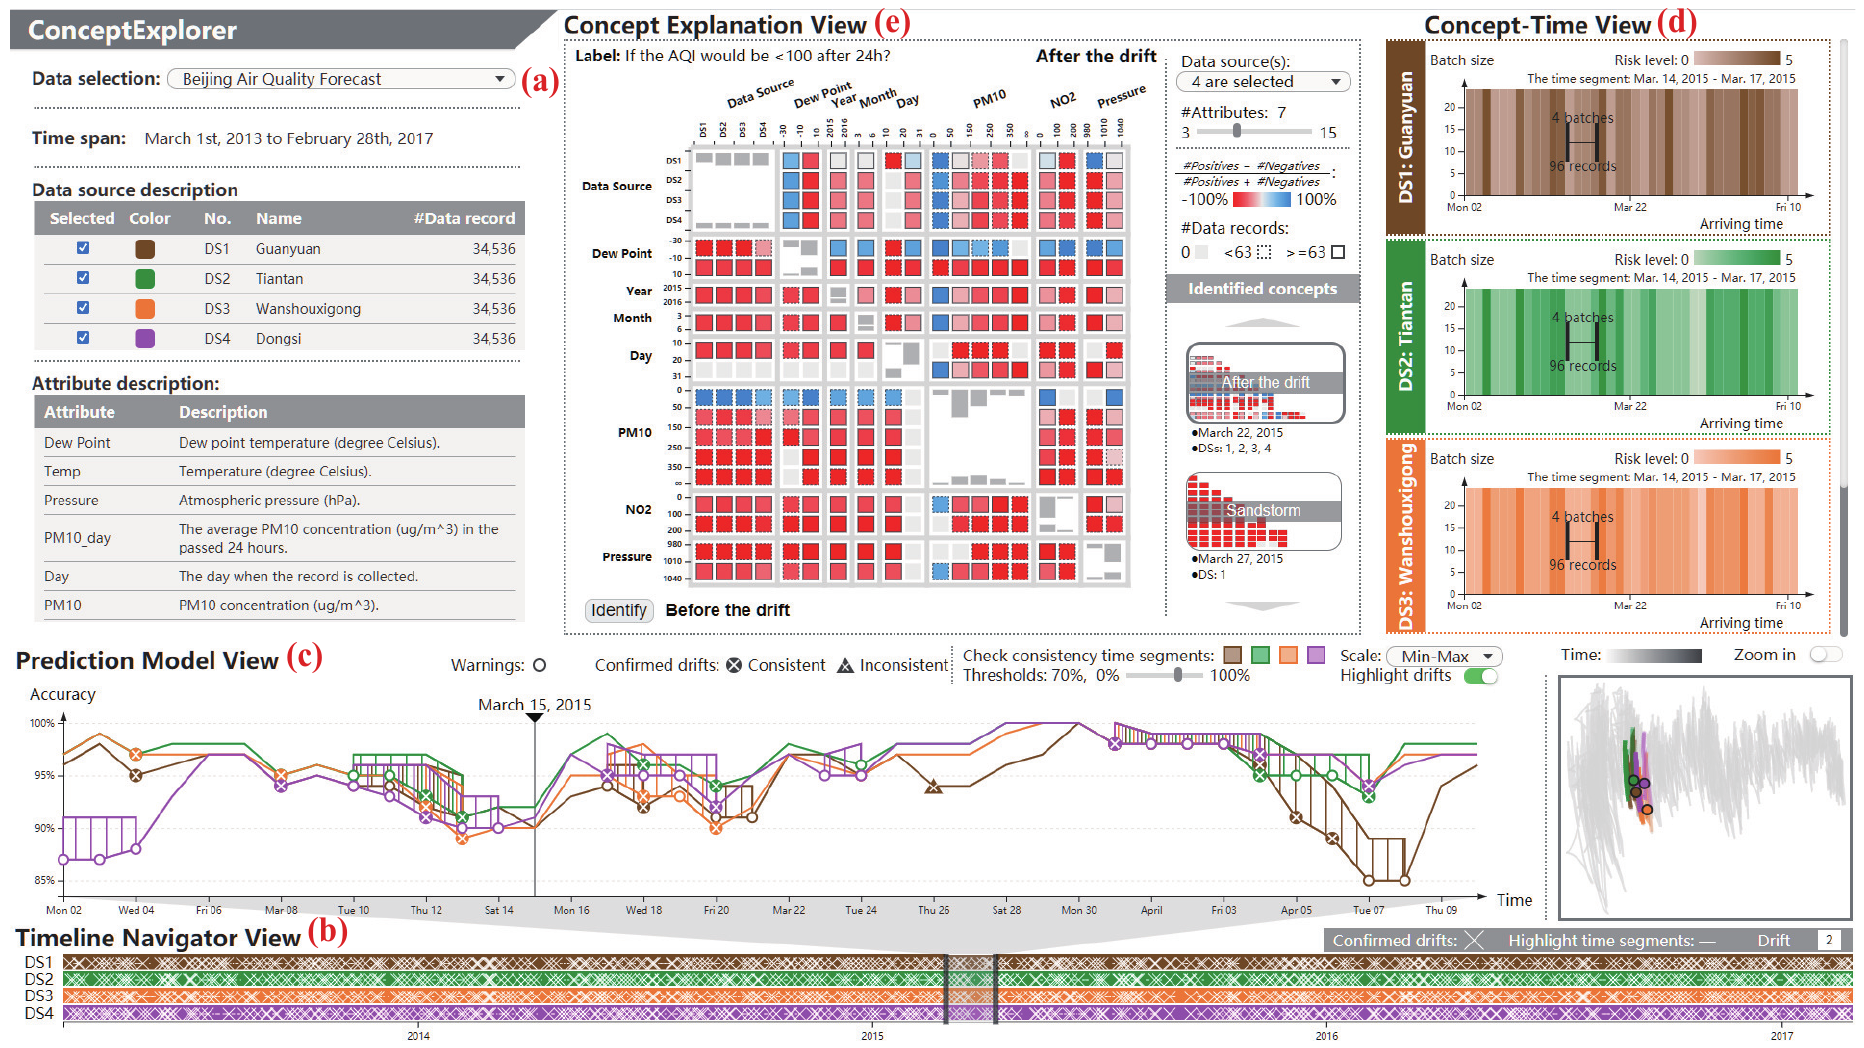 ConceptExplorer
Data selection: Beijing Air Quality Forecast (a)
Time span: March 1st, 2013 to February 28th, 2017
Data source description
Selected Color No. Name #Data record
DS1 Guanyuan 34,536
DS2 Tiantan 34,536
DS3 Wanshouxigong 34,536
DS4 Dongsi 34,536
Attribute description:
Attribute Description
Dew Point Dew point temperature (degree Celsius).
Temp Temperature (degree Celsius).
Pressure Atmospheric pressure (hPa).
PM10_day The average PM10 concentration (ug/m^3) in the
passed 24 hours.
Day The day when the record is collected.
PM10 PM10 concentration (ug/m^3).
Concept Explanation View (e)
Label: If the AQI would be <100 after 24h? After the drift
Data Source Dew Point Year Month Day PM10 NO2 Pressure
DS1 DS2 DS3 DS4 -30 -10 10 2015 2016 3 6 10 20 31 0 50 150 250 350 ∞ 0 100 200 980 1010 1040
Data Source
DS1
DS2
DS3
DS4
Dew Point
-30
-10
10
Year
2015
2016
Month
3
6
Day
10
20
31
PM10
0
50
150
250
350
∞
NO2
0
100
200
Pressure
980
1010
1040
Identify Before the drift
Data source(s):
4 are selected
#Attributes: 7
3 15
#Positives - #Negatives
#Positives + #Negatives :
-100% 100%
#Data records:
0 <63 >=63
Identified concepts
After the drift
●March 22, 2015
●DSs: 1, 2, 3, 4
Sandstorm
●March 27, 2015
●DS: 1
Concept-Time View (d)
DS1: Guanyuan
Batch size Risk level: 0 5
The time segment: Mar. 14, 2015 - Mar. 17, 2015
20
15
10
5
0
4 batches
96 records
Mon 02 Mar 22 Fri 10
Arriving time
DS2: Tiantan
Batch size Risk level: 0 5
The time segment: Mar. 14, 2015 - Mar. 17, 2015
20
15
10
5
0
4 batches
96 records
Mon 02 Mar 22 Fri 10
Arriving time
DS3: Wanshouxigong
Batch size Risk level: 0 5
The time segment: Mar. 14, 2015 - Mar. 17, 2015
20
15
10
5
0
4 batches
96 records
Mon 02 Mar 22 Fri 10
Arriving time
Prediction Model View (c)
Warnings: Confirmed drifts: Consistent Inconsistent
Check consistency time segments:
Thresholds: 70%, 0% 100%
Scale: Min-Max
Highlight drifts
Time: Zoom in
Accuracy
March 15, 2015
100%
95%
90%
85%
Mon 02 Wed 04 Fri 06 Mar 08 Tue 10 Thu 12 Sat 14 Mon 16 Wed 18 Fri 20 Mar 22 Tue 24 Thu 26 Sat 28 Mon 30 April Fri 03 Apr 05 Tue 07 Thu 09 Time
Timeline Navigator View (b)
Confirmed drifts: Highlight time segments: Drift 2
DS1
DS2
DS3
DS4
2014 2015 2016 2017